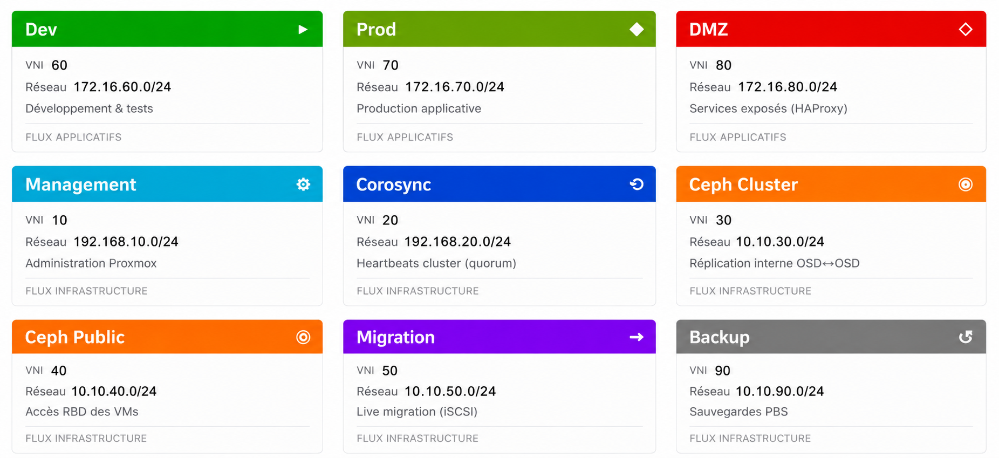 Dev
VNI 60
Réseau 172.16.60.0/24
Développement & tests
FLUX APPLICATIFS
Prod
VNI 70
Réseau 172.16.70.0/24
Production applicative
FLUX APPLICATIFS
DMZ
VNI 80
Réseau 172.16.80.0/24
Services exposés (HAProxy)
FLUX APPLICATIFS
Management
VNI 10
Réseau 192.168.10.0/24
Administration Proxmox
FLUX INFRASTRUCTURE
Corosync
VNI 20
Réseau 192.168.20.0/24
Heartbeats cluster (quorum)
FLUX INFRASTRUCTURE
Ceph Cluster
VNI 30
Réseau 10.10.30.0/24
Réplication interne OSD↔OSD
FLUX INFRASTRUCTURE
Ceph Public
VNI 40
Réseau 10.10.40.0/24
Accès RBD des VMs
FLUX INFRASTRUCTURE
Migration
VNI 50
Réseau 10.10.50.0/24
Live migration (iSCSI)
FLUX INFRASTRUCTURE
Backup
VNI 90
Réseau 10.10.90.0/24
Sauvegardes PBS
FLUX INFRASTRUCTURE